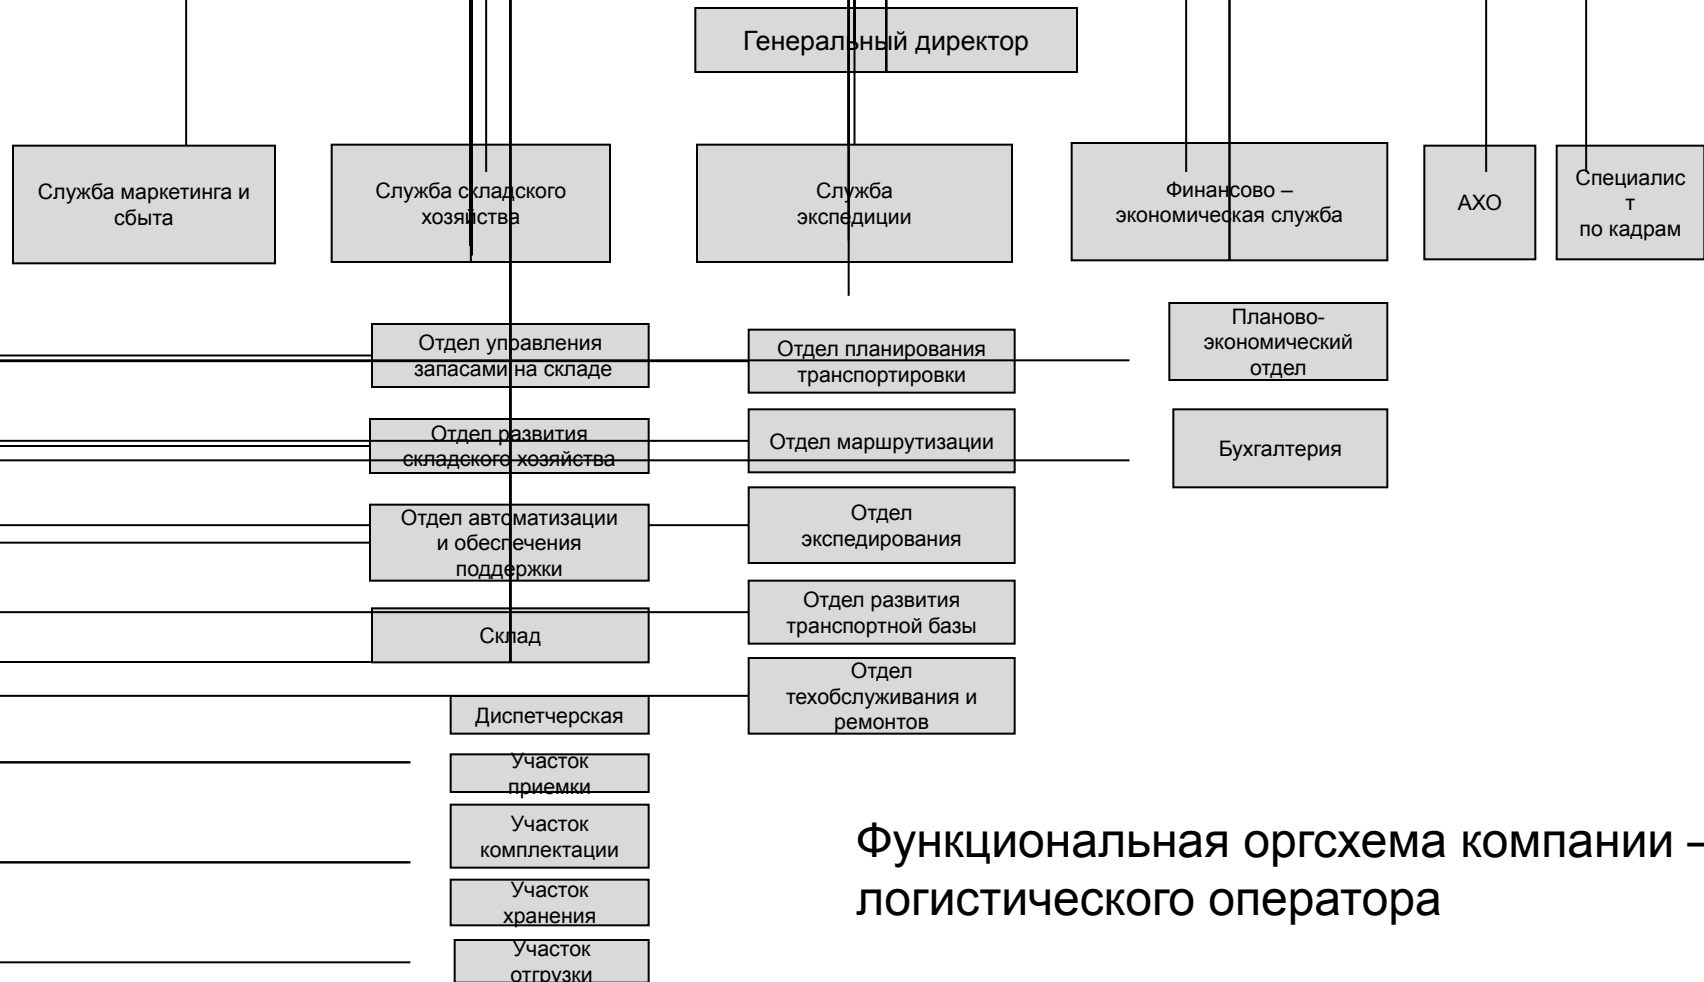 Генеральный директор
Служба маркетинга и
сбыта
Служба складского
хозяйства
Служба
экспедиции
Финансово –
экономическая служба
АХО
Специалис
т
по кадрам
Отдел управления
запасами на складе
Отдел развития
складского хозяйства
Отдел автоматизации
и обеспечения
поддержки
Склад
Диспетчерская
Участок
приемки
Участок
комплектации
Участок
хранения
Участок
отгрузки
Отдел планирования
транспортировки
Отдел маршрутизации
Отдел
экспедирования
Отдел развития
транспортной базы
Отдел
техобслуживания и
ремонтов
Планово-
экономический
отдел
Бухгалтерия
Функциональная оргсхема компании –
логистического оператора